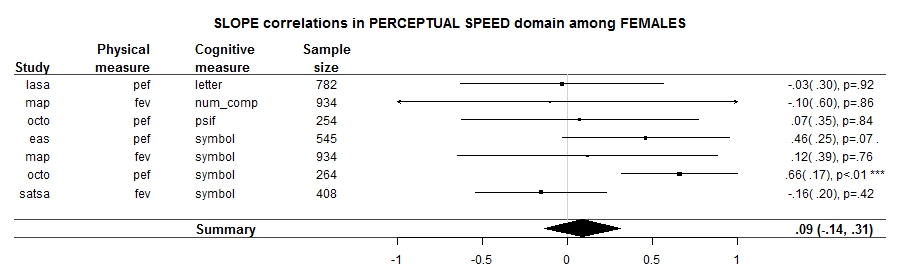 SLOPE correlations in PERCEPTUAL SPEED domain among FEMALES
Physical Cognitive Sample
Study measure measure size
lasa pef letter 782 -.03( .30), p=.92
map fev num_comp 934 -.10( .60), p=.86
octo pef psif 254 .07( .35), p=.84
eas pef symbol 545 .46( .25), p=.07 .
map fev symbol 934 .12( .39), p=.76
octo pef symbol 264 .66( .17), p<.01 ***
satsa fev symbol 408 -.16( .20), p=.42
Summary .09 (-.14, .31)
-1 -0.5 0 0.5 1